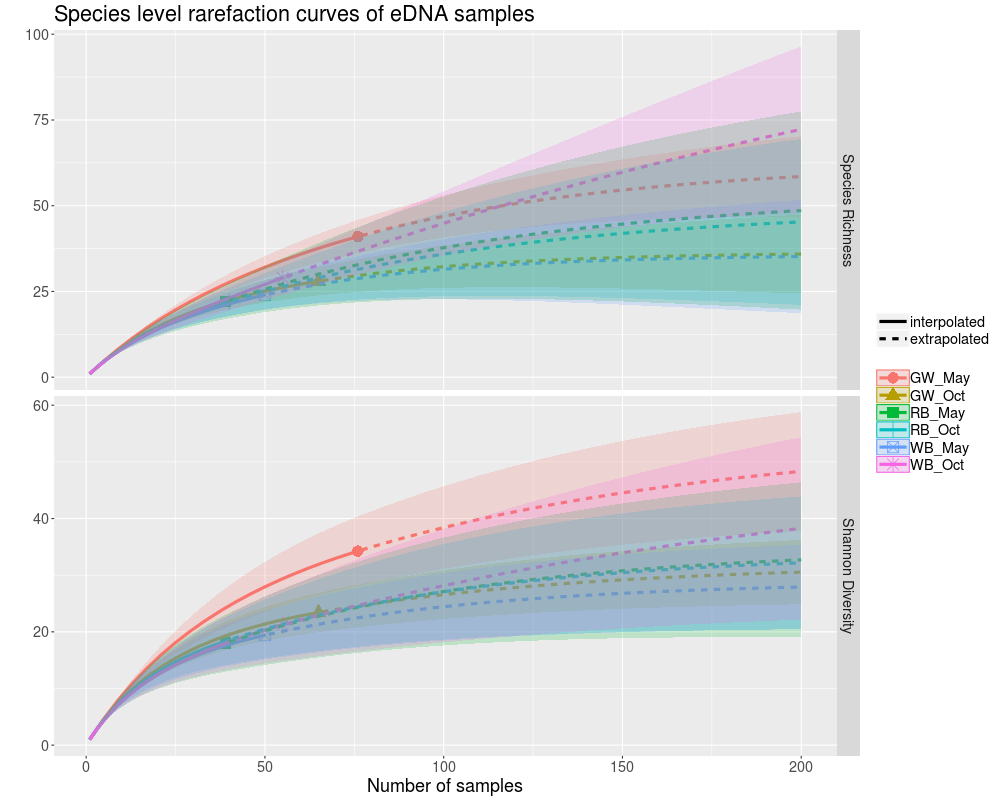 Species level rarefaction curves of eDNA samples
100
75
50
25
0
Species Richness
60
40
20
0
Shannon Diversity
0 50 100 150 200
Number of samples
interpolated
extrapolated
GW_May
GW_Oct
RB_May
RB_Oct
WB_May
WB_Oct